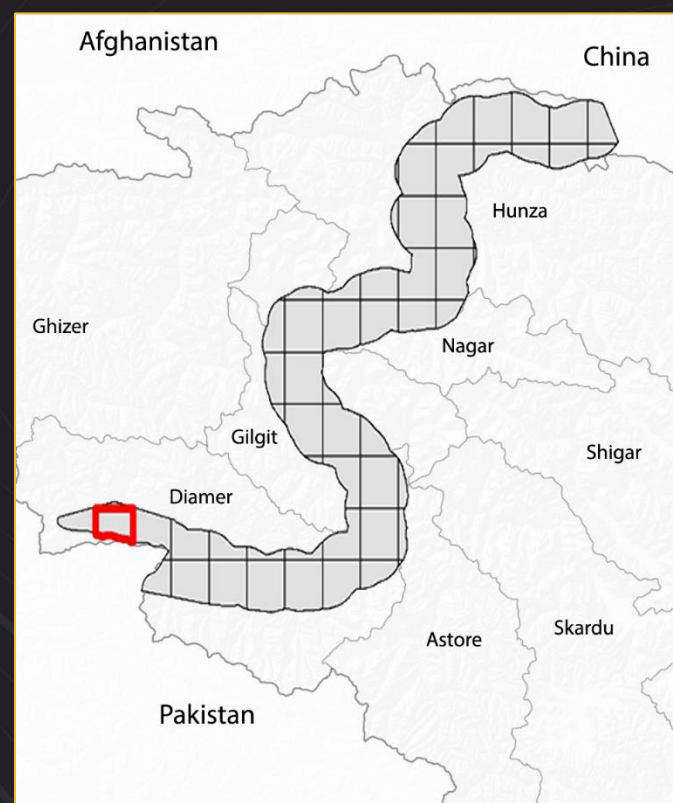 Afghanistan
China
Hunza
Ghizer
Nagar
Gilgit
Shigar
Diamer
Skardu
Astore
Pakistan